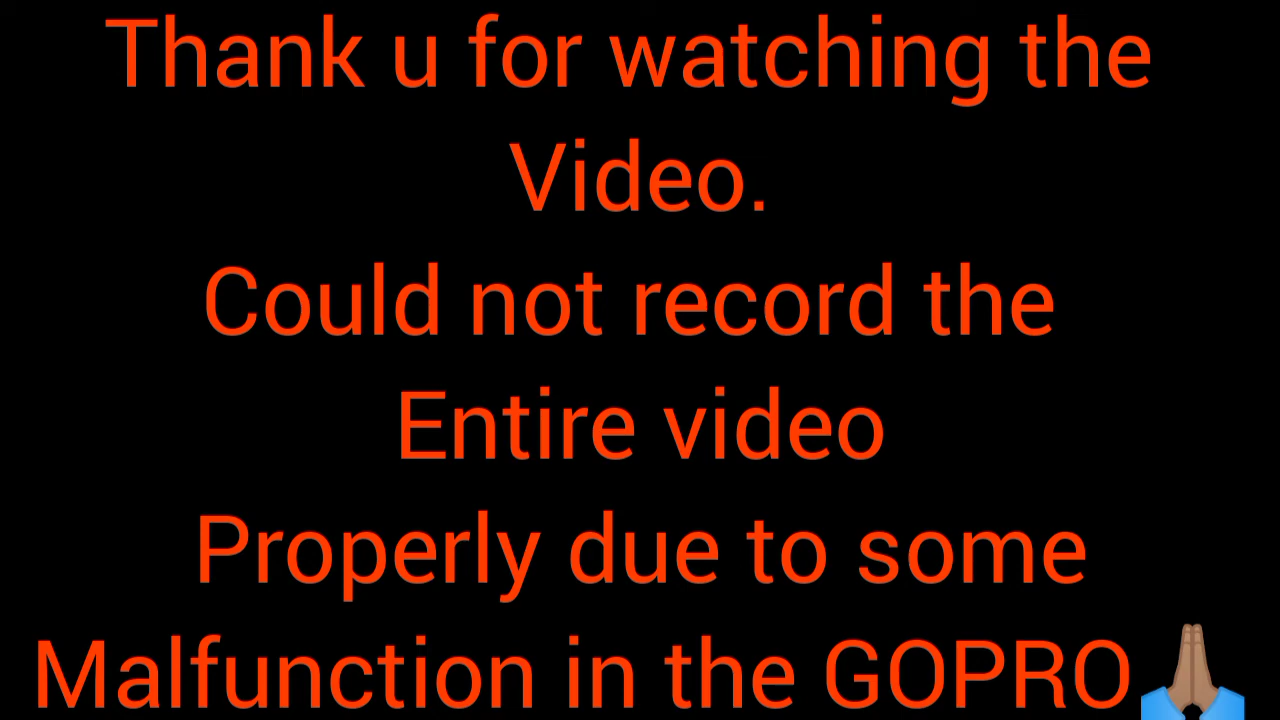 Thank u for watching the
Video.
Could not record the
Entire video
Properly due to some
Malfunction in the GOPRO🙏🏽